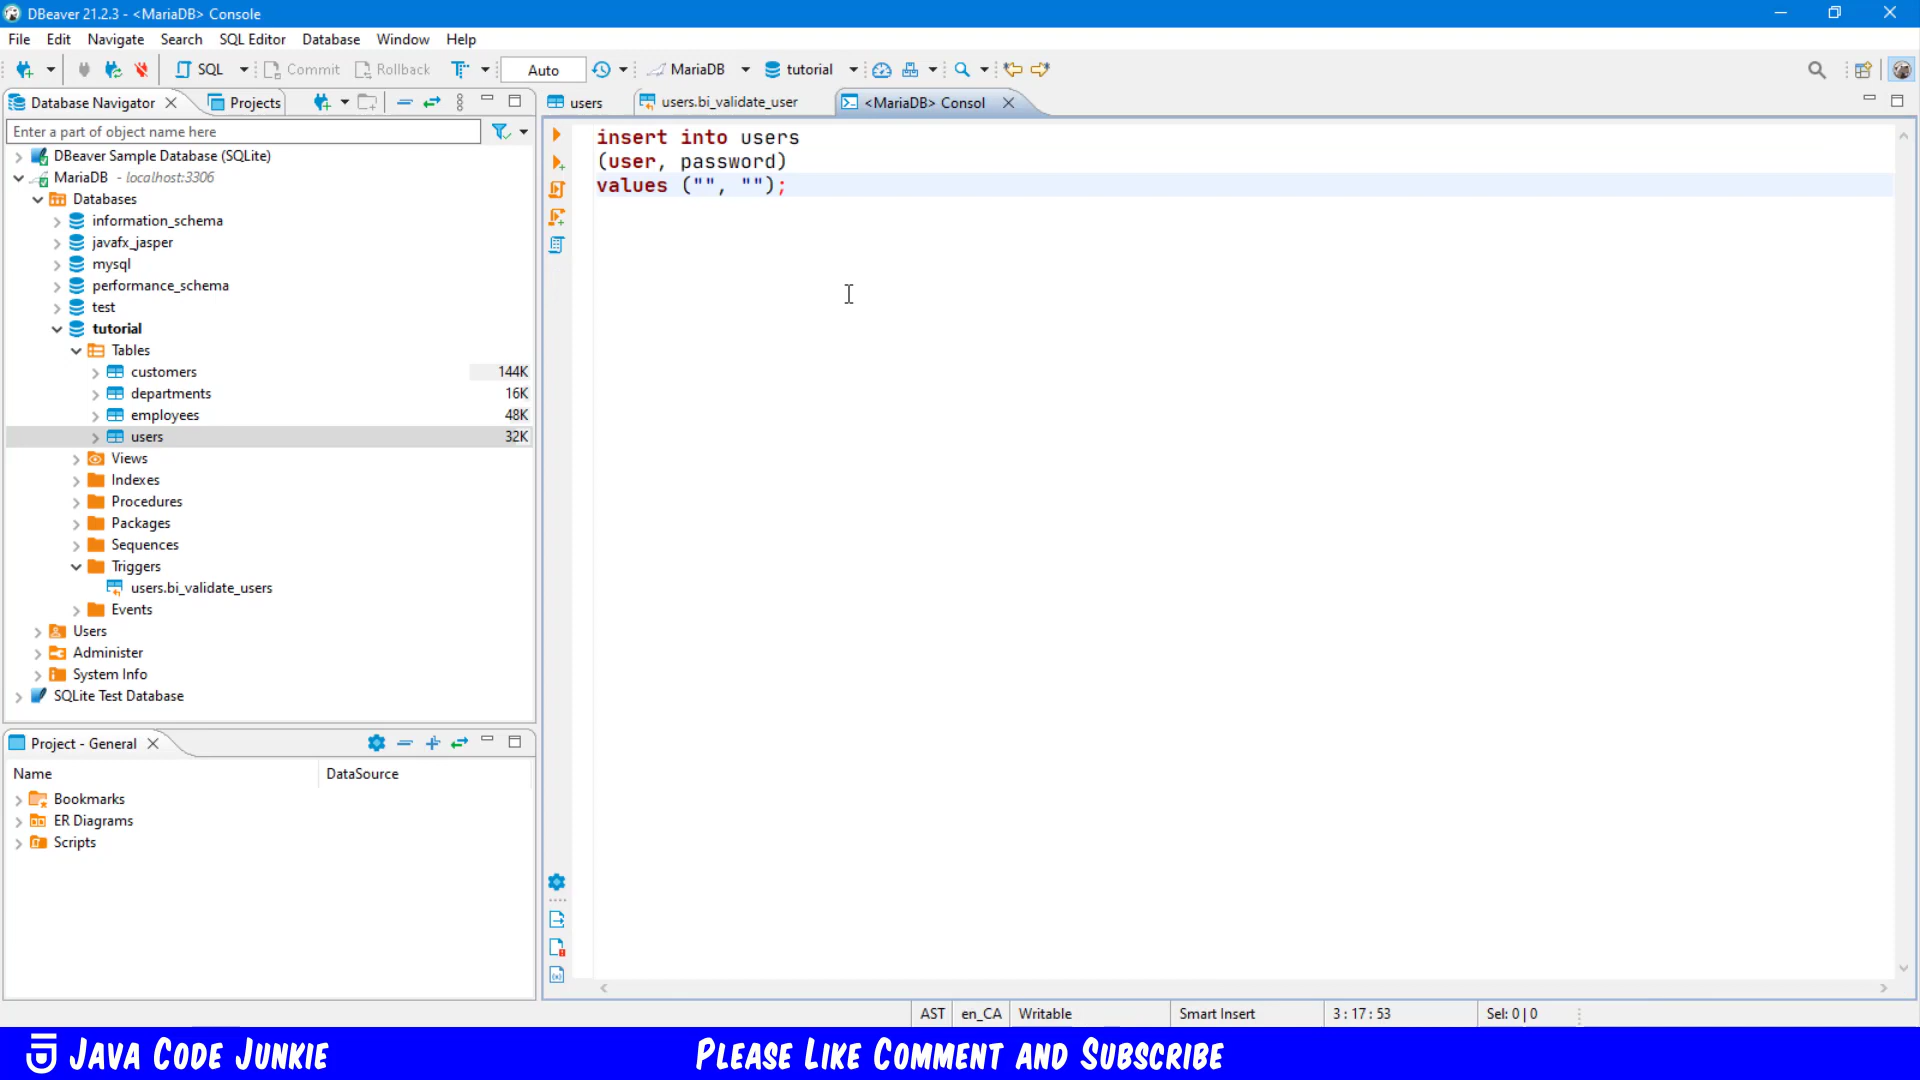 DBeaver 21.2.3 - <MariaDB> Console
File Edit Navigate Search SQL Editor Database Window Help
SQL Commit Rollback Auto MariaDB tutorial
Database Navigator Projects
users users.bi_validate_user <MariaDB> Consol
Enter a part of object name here
DBeaver Sample Database (SQLite)
MariaDB - localhost:3306
Databases
information_schema
javafx_jasper
mysql
performance_schema
test
tutorial
Tables
customers 144K
departments 16K
employees 48K
users 32K
Views
Indexes
Procedures
Packages
Sequences
Triggers
users.bi_validate_users
Events
Users
Administer
System Info
SQLite Test Database
insert into users
(user, password)
values ("", "");
Project - General
Name DataSource
Bookmarks
ER Diagrams
Scripts
AST en_CA Writable Smart Insert 3 : 17 : 53 Sel: 0 | 0
JAVA CODE JUNKIE
PLEASE LIKE COMMENT AND SUBSCRIBE